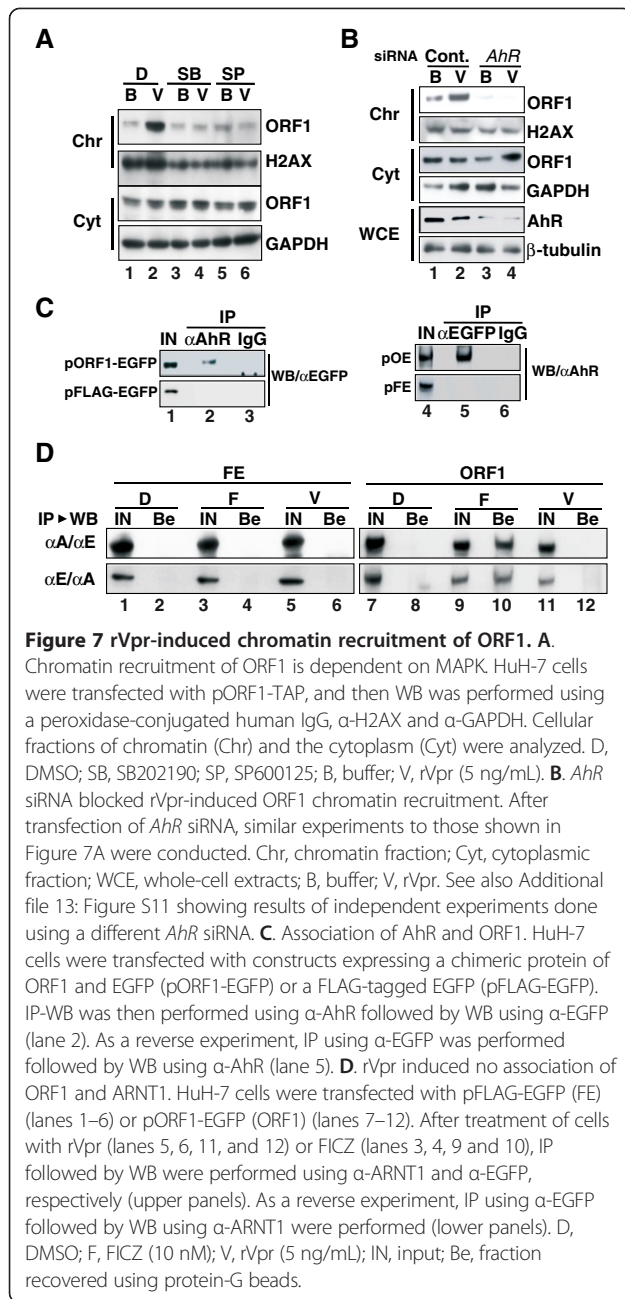 A
D SB SP
B V B V B V
Chr
ORF1
H2AX
Cyt
ORF1
GAPDH
1 2 3 4 5 6
B
siRNA Cont. AhR
B V B V
Chr
ORF1
H2AX
Cyt
ORF1
GAPDH
WCE
AhR
β-tubulin
1 2 3 4
C
IP
IN αAhR IgG
pORF1-EGFP
pFLAG-EGFP
WB/αEGFP
1 2 3
IP
IN αEGFP IgG
pOE
pFE
WB/αAhR
4 5 6
D
FE ORF1
D F V D F V
IP►WB IN Be IN Be IN Be IN Be IN Be IN Be
αA/αE
αE/αA
1 2 3 4 5 6 7 8 9 10 11 12
Figure 7 rVpr-induced chromatin recruitment of ORF1. A.
Chromatin recruitment of ORF1 is dependent on MAPK. HuH-7 cells
were transfected with pORF1-TAP, and then WB was performed using
a peroxidase-conjugated human IgG, α-H2AX and α-GAPDH. Cellular
fractions of chromatin (Chr) and the cytoplasm (Cyt) were analyzed. D,
DMSO; SB, SB202190; SP, SP600125; B, buffer; V, rVpr (5 ng/mL). B. AhR
siRNA blocked rVpr-induced ORF1 chromatin recruitment. After
transfection of AhR siRNA, similar experiments to those shown in
Figure 7A were conducted. Chr, chromatin fraction; Cyt, cytoplasmic
fraction; WCE, whole-cell extracts; B, buffer; V, rVpr. See also Additional
file 13: Figure S11 showing results of independent experiments done
using a different AhR siRNA. C. Association of AhR and ORF1. HuH-7
cells were transfected with constructs expressing a chimeric protein of
ORF1 and EGFP (pORF1-EGFP) or a FLAG-tagged EGFP (pFLAG-EGFP).
IP-WB was then performed using α-AhR followed by WB using α-EGFP
(lane 2). As a reverse experiment, IP using α-EGFP was performed
followed by WB using α-AhR (lane 5). D. rVpr induced no association of
ORF1 and ARNT1. HuH-7 cells were transfected with pFLAG-EGFP (FE)
(lanes 1–6) or pORF1-EGFP (ORF1) (lanes 7–12). After treatment of cells
with rVpr (lanes 5, 6, 11, and 12) or FICZ (lanes 3, 4, 9 and 10), IP
followed by WB were performed using α-ARNT1 and α-EGFP,
respectively (upper panels). As a reverse experiment, IP using α-EGFP
followed by WB using α-ARNT1 were performed (lower panels). D,
DMSO; F, FICZ (10 nM); V, rVpr (5 ng/mL); IN, input; Be, fraction
recovered using protein-G beads.